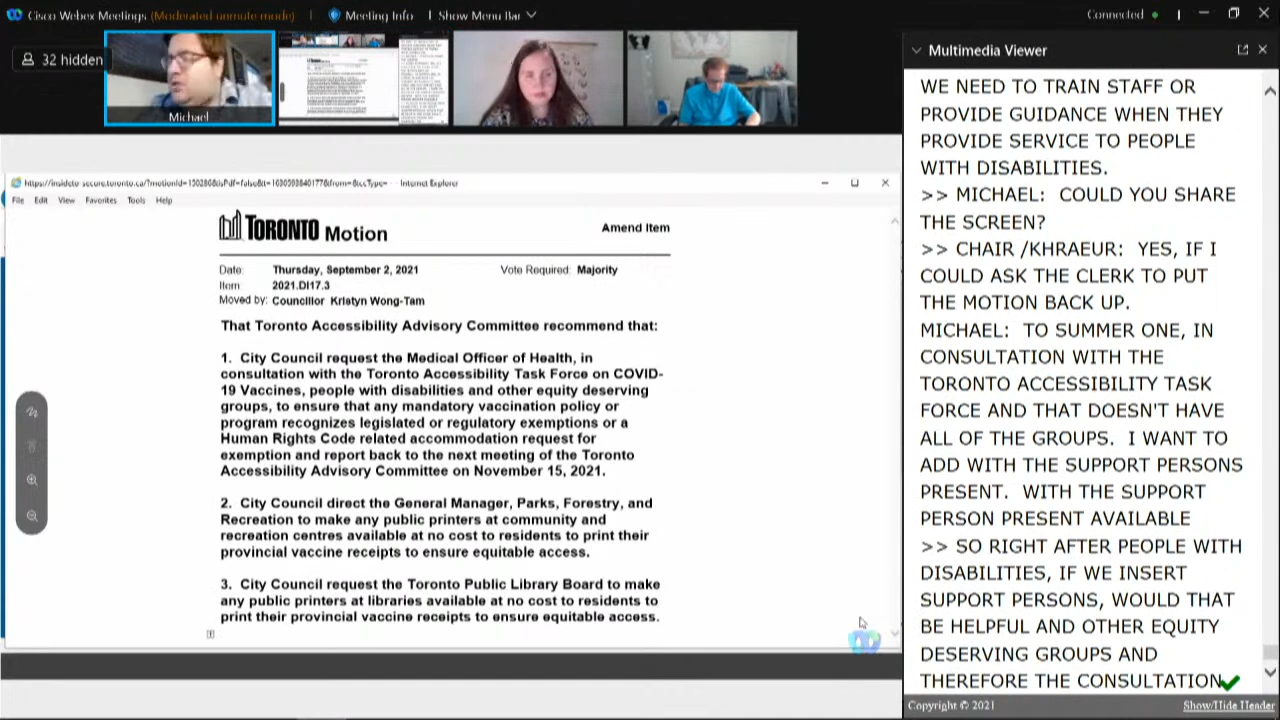 Cisco Webex Meetings (Moderated unmute mode) | Meeting Info | Show Menu Bar
Connected
32 hidden
Michael
File Edit View Favorites Tools Help
TORONTO Motion
Amend Item
Date: Thursday, September 2, 2021
Vote Required: Majority
Item 2021.DI17.3
Moved by: Councillor Kristyn Wong-Tam
That Toronto Accessibility Advisory Committee recommend that:
1. City Council request the Medical Officer of Health, in
consultation with the Toronto Accessibility Task Force on COVID-
19 Vaccines, people with disabilities and other equity deserving
groups, to ensure that any mandatory vaccination policy or
program recognizes legislated or regulatory exemptions or a
Human Rights Code related accommodation request for
exemption and report back to the next meeting of the Toronto
Accessibility Advisory Committee on November 15, 2021.
2. City Council direct the General Manager, Parks, Forestry, and
Recreation to make any public printers at community and
recreation centres available at no cost to residents to print their
provincial vaccine receipts to ensure equitable access.
3. City Council request the Toronto Public Library Board to make
any public printers at libraries available at no cost to residents to
print their provincial vaccine receipts to ensure equitable access.
Multimedia Viewer
WE NEED TO TRAIN STAFF OR
PROVIDE GUIDANCE WHEN THEY
PROVIDE SERVICE TO PEOPLE
WITH DISABILITIES.
>> MICHAEL: COULD YOU SHARE
THE SCREEN?
>> CHAIR /KHRAEUR: YES, IF I
COULD ASK THE CLERK TO PUT
THE MOTION BACK UP.
MICHAEL: TO SUMMER ONE, IN
CONSULTATION WITH THE
TORONTO ACCESSIBILITY TASK
FORCE AND THAT DOESN'T HAVE
ALL OF THE GROUPS. I WANT TO
ADD WITH THE SUPPORT PERSONS
PRESENT. WITH THE SUPPORT
PERSON PRESENT AVAILABLE
>> SO RIGHT AFTER PEOPLE WITH
DISABILITIES, IF WE INSERT
SUPPORT PERSONS, WOULD THAT
BE HELPFUL AND OTHER EQUITY
DESERVING GROUPS AND
THEREFORE THE CONSULTATION
Copyright © 2021
Show/Hide Header